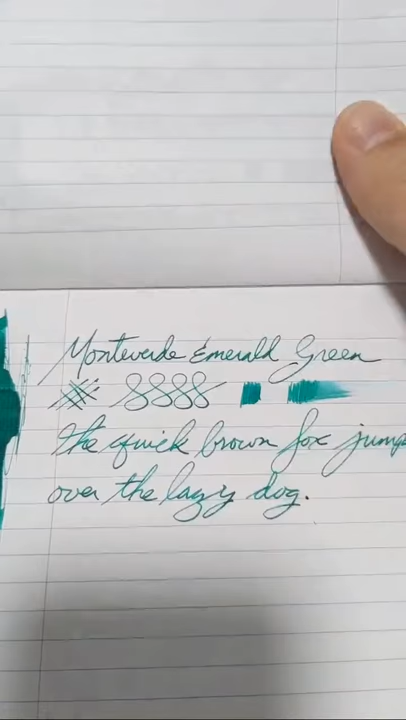 Monteverde Emerald Green
the quick brown fox jump
over the lazy dog.